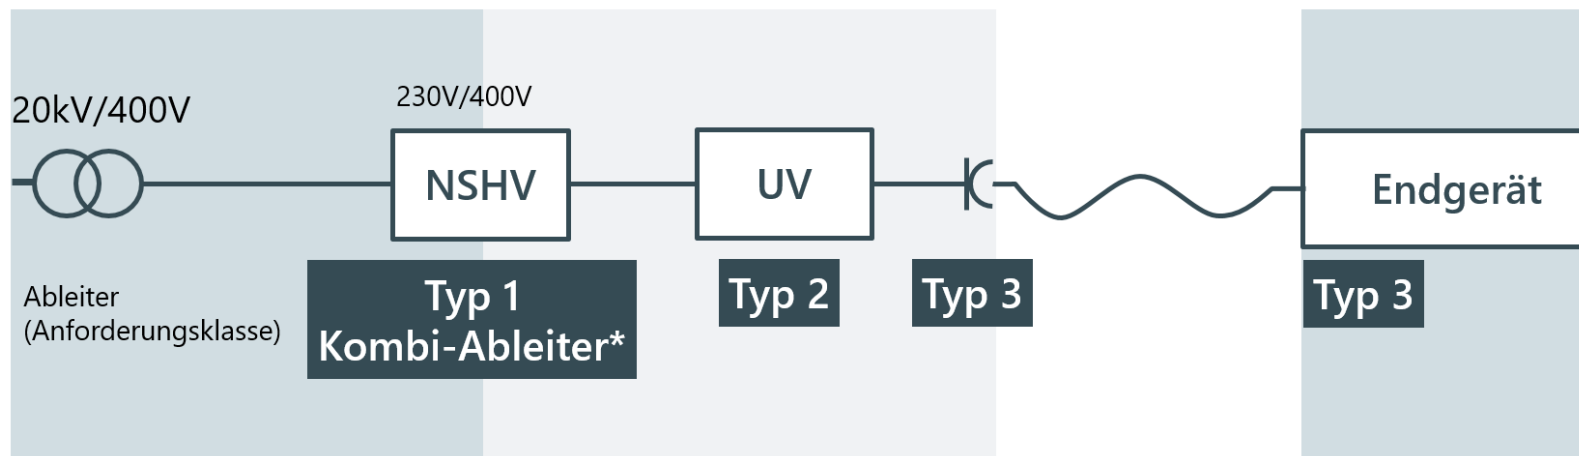 20kV/400V
230V/400V
NSHV
UV
Endgerät
Ableiter
(Anforderungsklasse)
Typ 1
Kombi-Ableiter*
Typ 2
Typ 3
Typ 3